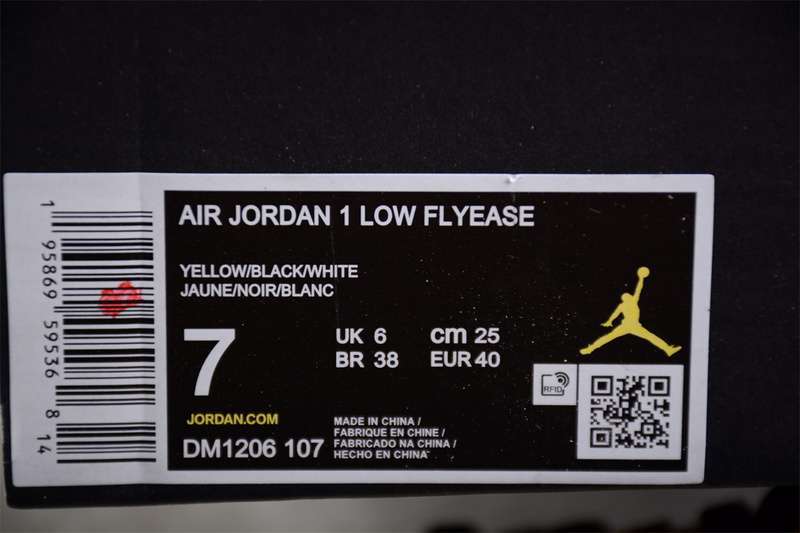 AIR JORDAN 1 LOW FLYEASE
YELLOW/BLACK/WHITE
JAUNE/NOIR/BLANC
7
UK 6
cm 25
BR 38
EUR 40
RFID
JORDAN.COM
DM1206 107
MADE IN CHINA /
FABRIQUE EN CHINE /
FABRICADO NA CHINA /
HECHO EN CHINA
1 95869 59536 8 14